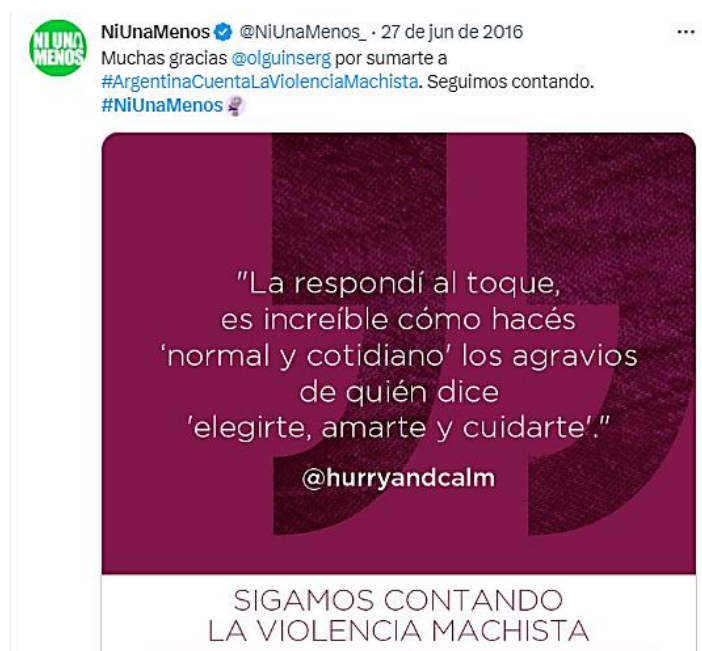 NI UNA
MENOS
NiUnaMenos @NiUnaMenos_ · 27 de jun de 2016
Muchas gracias @olguinserg por sumarte a
#ArgentinaCuentaLaViolenciaMachista. Seguimos contando.
#NiUnaMenos
"La respondí al toque,
es increíble cómo hacés
‘normal y cotidiano' los agravios
de quién dice
'elegirte, amarte y cuidarte'."
@hurryandcalm
SIGAMOS CONTANDO
LA VIOLENCIA MACHISTA